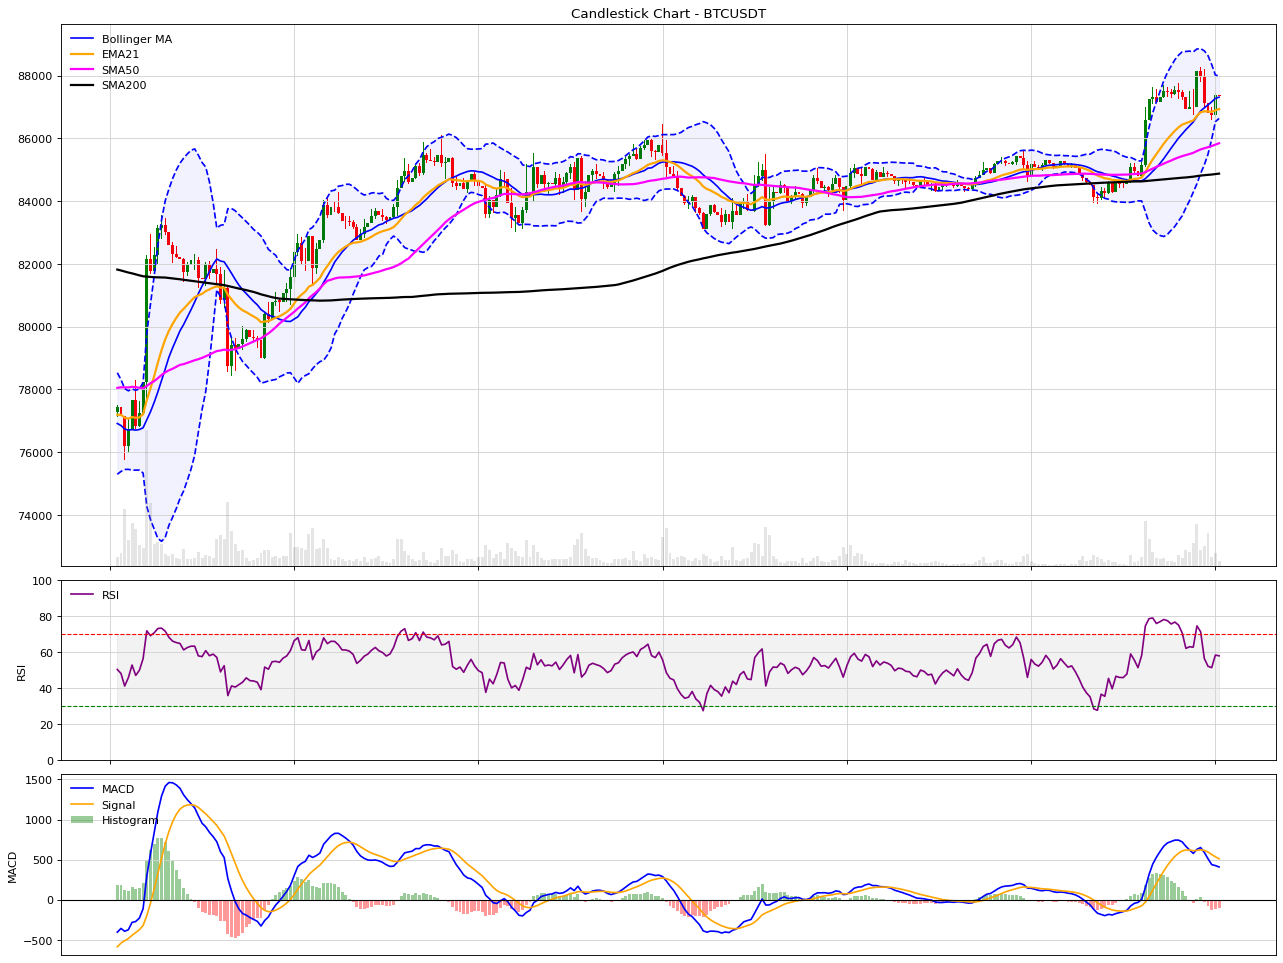 Candlestick Chart - BTCUSDT
Bollinger MA
EMA21
SMA50
SMA200
88000
86000
84000
82000
80000
78000
76000
74000
RSI
RSI
100
80
60
40
20
0
MACD
MACD
Signal
Histogram
1500
1000
500
0
−500